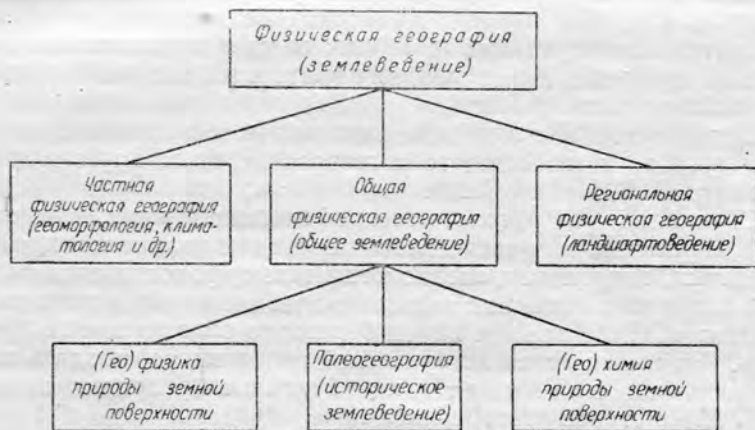 Физическая география
(землеведение)
Частная
физическая география
(геоморфология, клима-
тология и др.)
Общая
физическая география
(общее землеведение)
Региональная
физическая география
(ландшафтоведение)
(Гео) физика
природы земной
поверхности
Палеогеография
(историческое
землеведение)
(Гео) химия
природы земной
поверхности